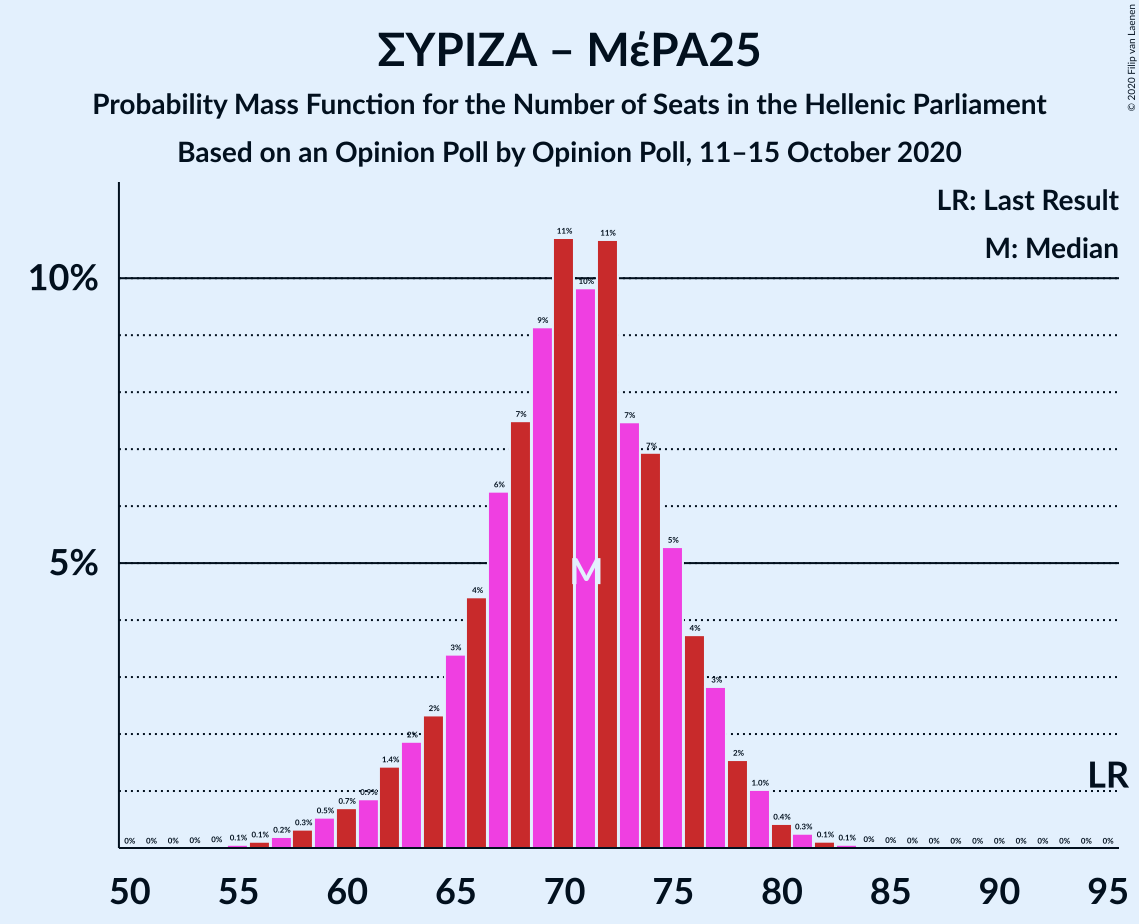 ΣΥΡΙΖΑ – ΜέΡΑ25
Probability Mass Function for the Number of Seats in the Hellenic Parliament
Based on an Opinion Poll by Opinion Poll, 11–15 October 2020
© 2020 Filip van Laenen
LR: Last Result
M: Median
10%
5%
0% 0% 0% 0% 0% 0.1% 0.1% 0.2% 0.3% 0.5% 0.7% 0.9% 1.4% 2% 2% 3% 4% 6% 7% 9% 11% 10% 11% 7% 7% 5% 4% 3% 2% 1.0% 0.4% 0.3% 0.1% 0.1% 0% 0% 0% 0% 0% 0% 0% 0% 0% 0% 0% 0%
M
LR
50 55 60 65 70 75 80 85 90 95